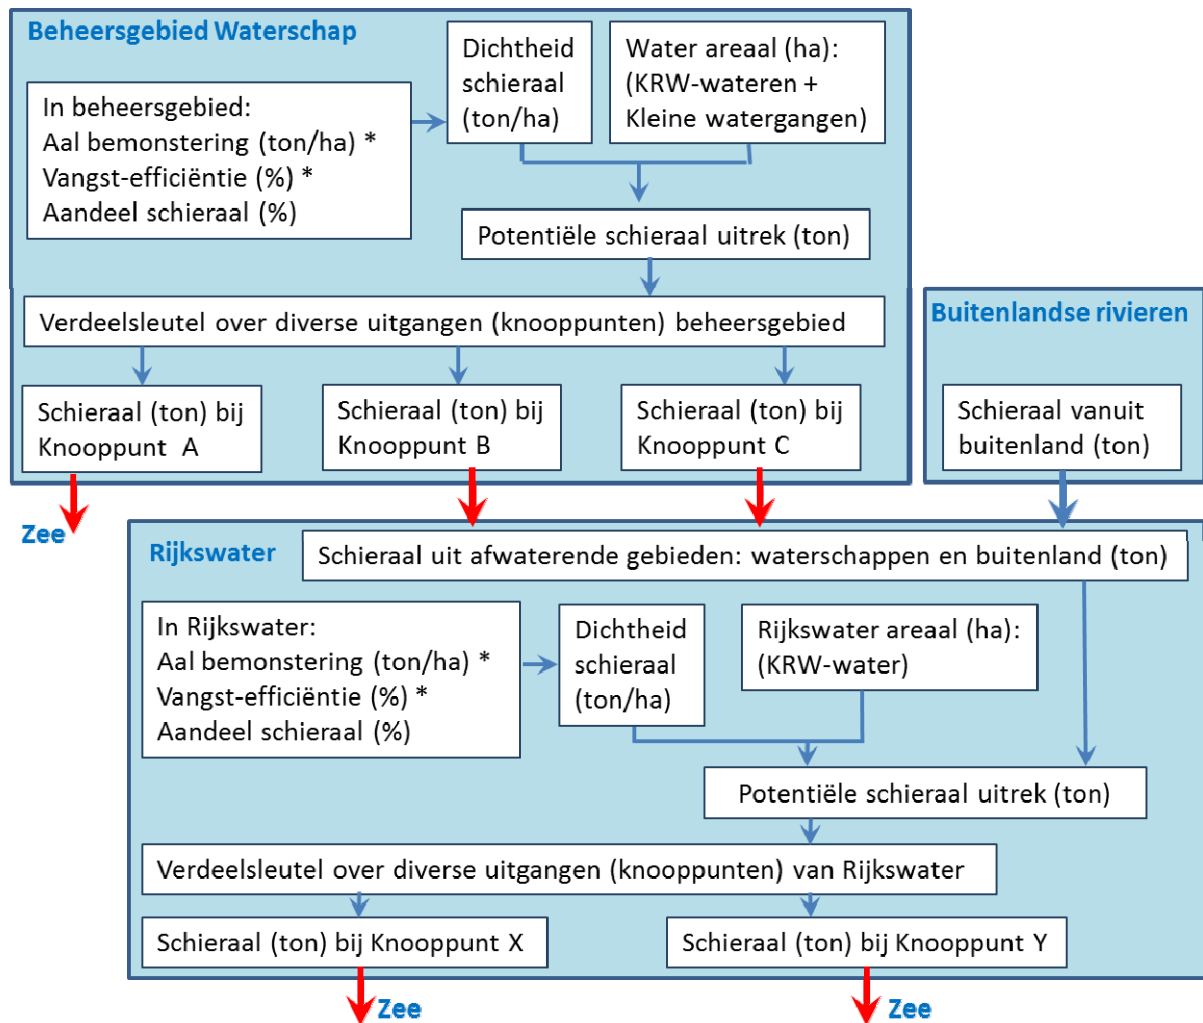 Beheersgebied Waterschap
In beheersgebied:
Aal bemonstering (ton/ha) *
Vangst-efficiëntie (%) *
Aandeel schieraal (%)
Dichtheid
schieraal
(ton/ha)
Water areaal (ha):
(KRW-wateren +
Kleine watergangen)
Potentiële schieraal uitrek (ton)
Verdeelsleutel over diverse uitgangen (knooppunten) beheersgebied
Schieraal (ton) bij
Knooppunt A
Schieraal (ton) bij
Knooppunt B
Schieraal (ton) bij
Knooppunt C
Buitenlandse rivieren
Schieraal vanuit
buitenland (ton)
Zee
Rijkswater
Schieraal uit afwaterende gebieden: waterschappen en buitenland (ton)
In Rijkswater:
Aal bemonstering (ton/ha) *
Vangst-efficiëntie (%) *
Aandeel schieraal (%)
Dichtheid
schieraal
(ton/ha)
Rijkswater areaal (ha):
(KRW-water)
Potentiële schieraal uitrek (ton)
Verdeelsleutel over diverse uitgangen (knooppunten) van Rijkswater
Schieraal (ton) bij Knooppunt X
Schieraal (ton) bij Knooppunt Y
Zee
Zee